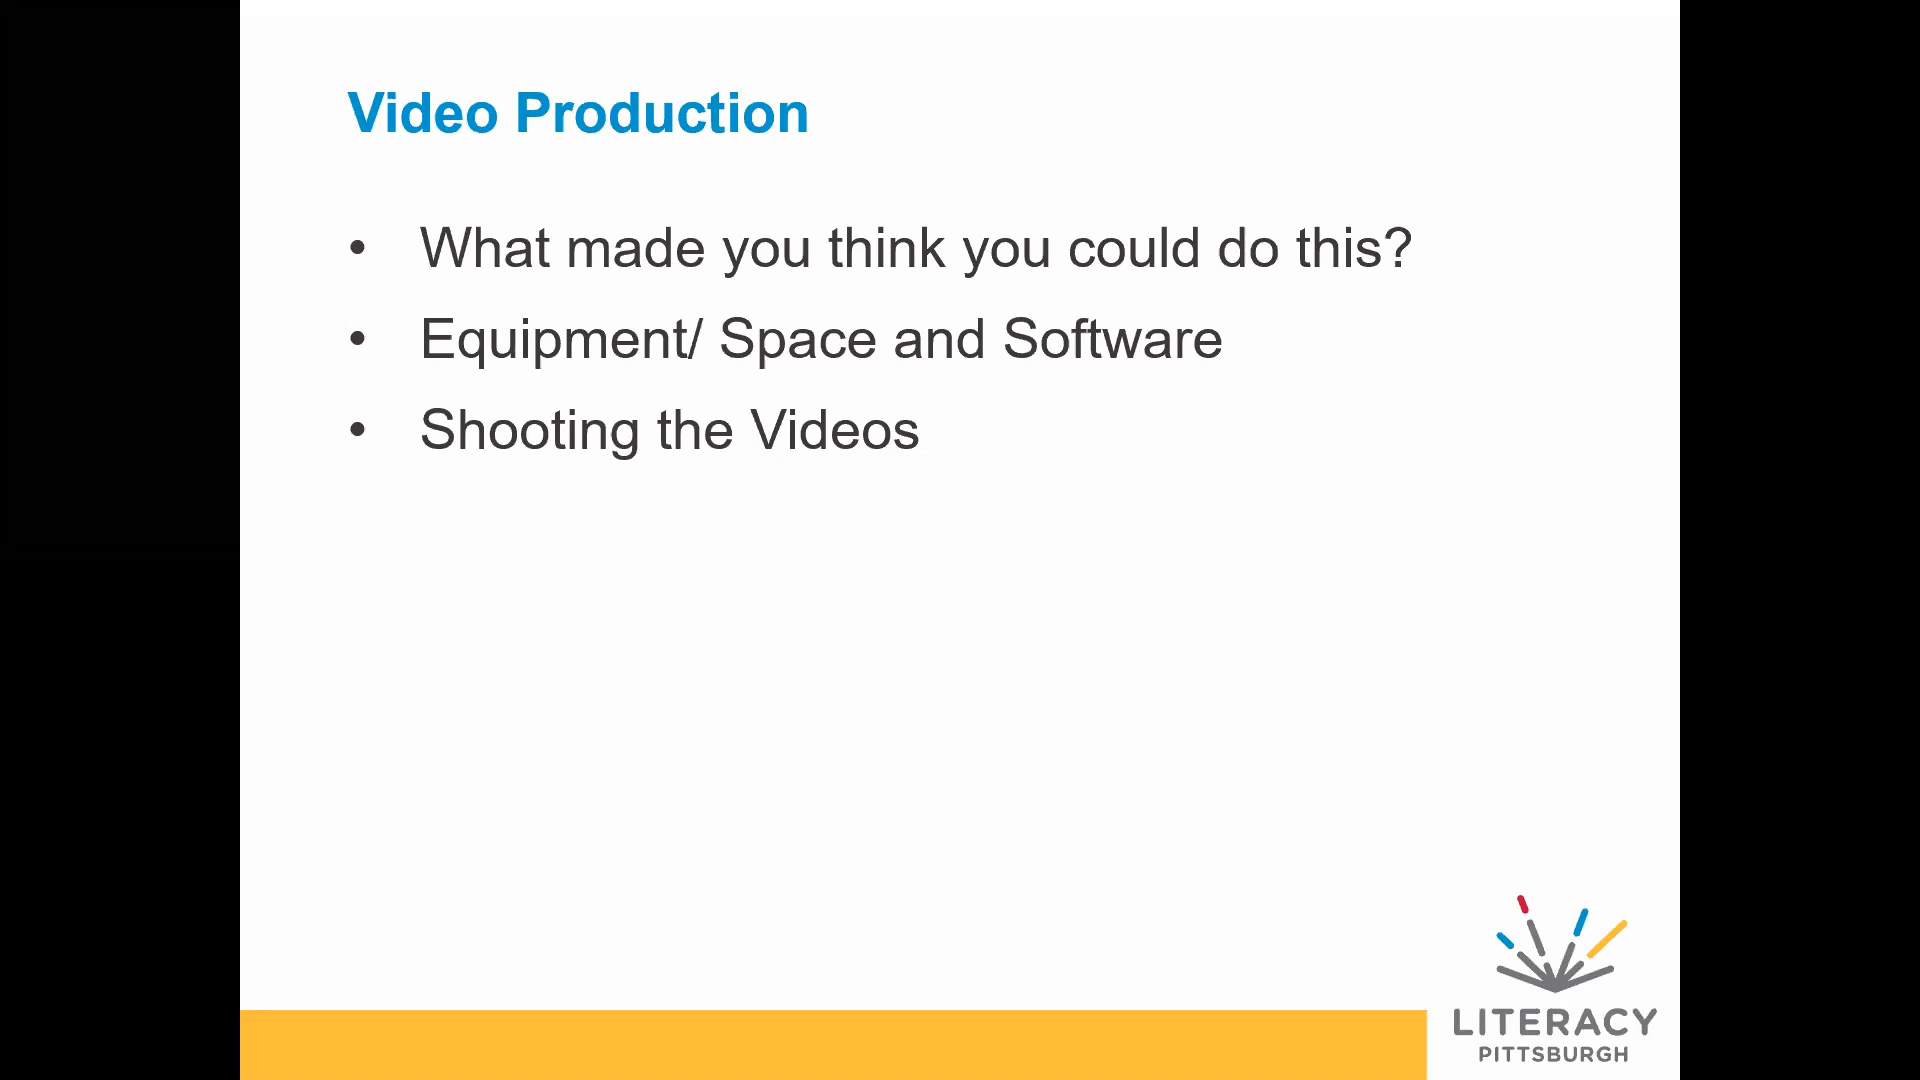 Video Production
• What made you think you could do this?
• Equipment/ Space and Software
• Shooting the Videos
LITERACY
PITTSBURGH